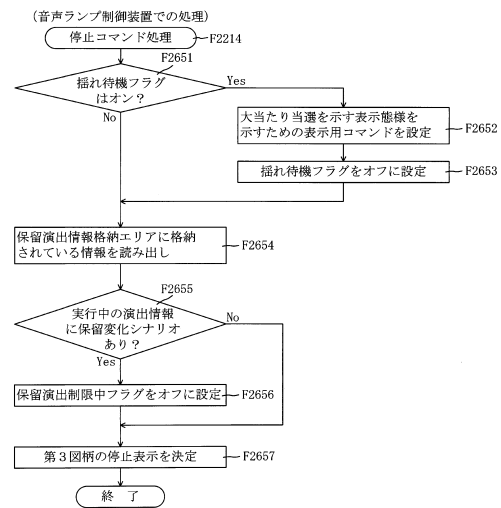 (音声ランプ制御装置での処理)
停止コマンド処理
F2214
F2651
揺れ待機フラグ
はオン?
Yes
No
大当たり当選を示す表示態様を
示すための表示用コマンドを設定
F2652
揺れ待機フラグをオフに設定
F2653
保留演出情報格納エリアに格納
されている情報を読み出し
F2654
F2655
実行中の演出情報
に保留変化シナリオ
あり?
No
Yes
保留演出制限中フラグをオフに設定
F2656
第3図柄の停止表示を決定
F2657
終 了